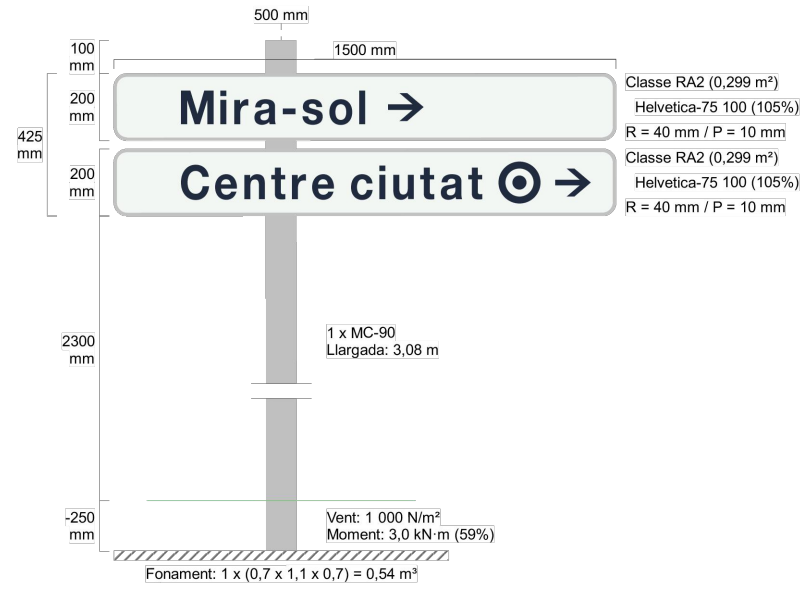 500 mm
100
mm
1500 mm
425
mm
200
mm
Mira-sol
Classe RA2 (0,299 m²)
Helvetica-75 100 (105%)
R = 40 mm / P = 10 mm
200
mm
Centre ciutat
Classe RA2 (0,299 m²)
Helvetica-75 100 (105%)
R = 40 mm / P = 10 mm
2300
mm
1 x MC-90
Llargada: 3,08 m
-250
mm
Vent: 1 000 N/m²
Moment: 3,0 kN·m (59%)
Fonament: 1 x (0,7 x 1,1 x 0,7) = 0,54 m³